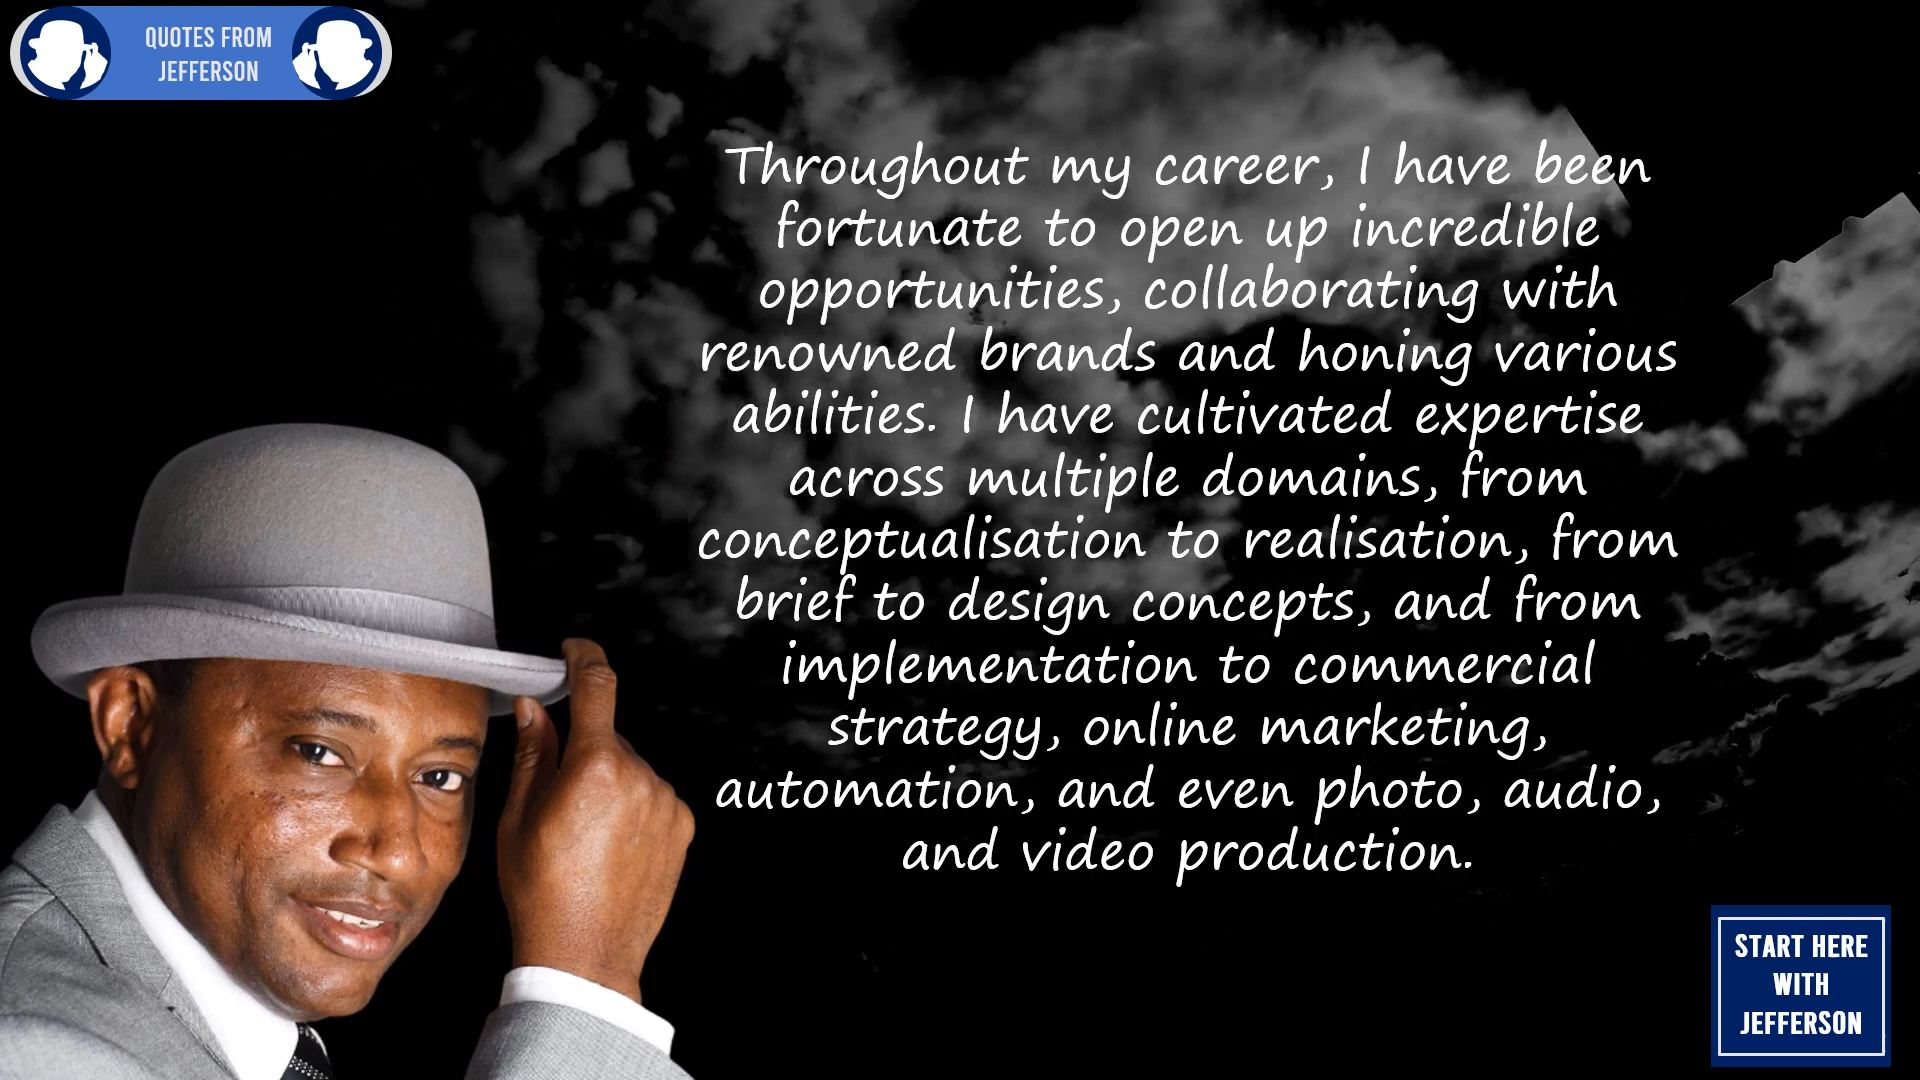 QUOTES FROM
JEFFERSON
Throughout my career, I have been
fortunate to open up incredible
opportunities, collaborating with
renowned brands and honing various
abilities. I have cultivated expertise
across multiple domains, from
conceptualisation to realisation, from
brief to design concepts, and from
implementation to commercial
strategy, online marketing,
automation, and even photo, audio,
and video production.
START HERE
WITH
JEFFERSON